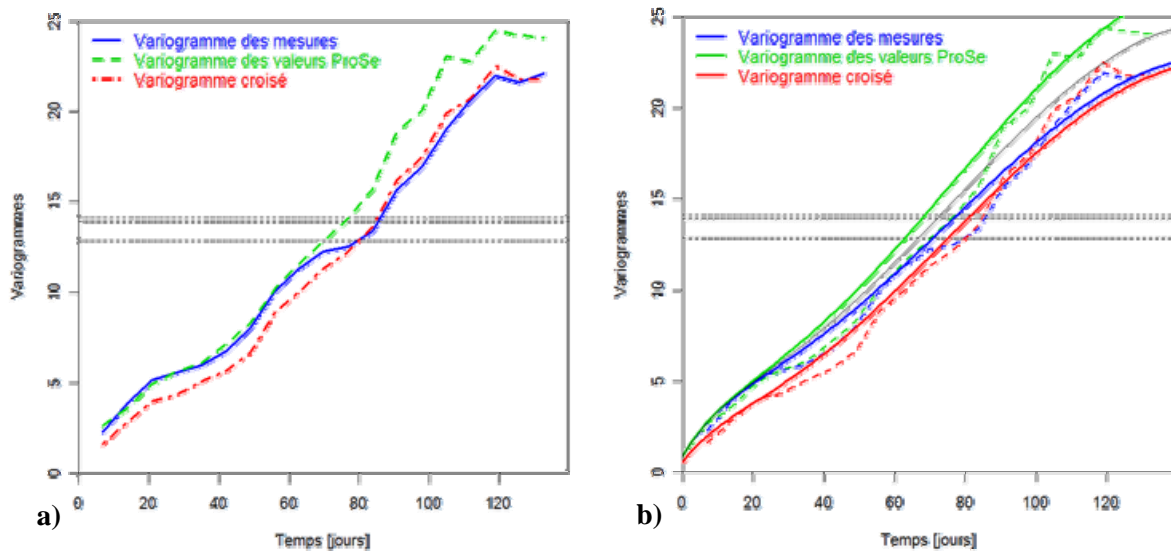 25
20
15
10
5
0
Variogrammes
Variogramme des mesures
Variogramme des valeurs ProSe
Variogramme croisé
0 20 40 60 80 100 120
Temps [jours]
a)
25
20
15
10
5
0
Variogrammes
Variogramme des mesures
Variogramme des valeurs ProSe
Variogramme croisé
0 20 40 60 80 100 120
Temps [jours]
b)